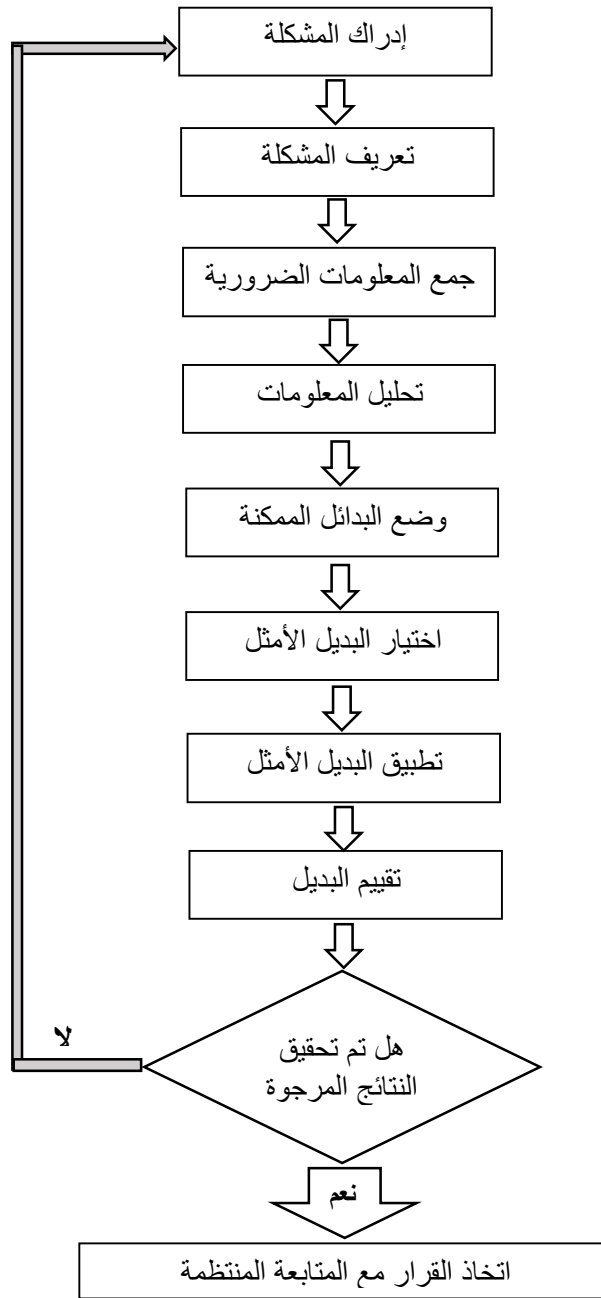 إدراك المشكلة
تعريف المشكلة
جمع المعلومات الضرورية
تحليل المعلومات
وضع البدائل الممكنة
اختيار البديل الأمثل
تطبيق البديل الأمثل
تقييم البديل
لا
هل تم تحقيق
النتائج المرجوة
نعم
اتخاذ القرار مع المتابعة المنتظمة